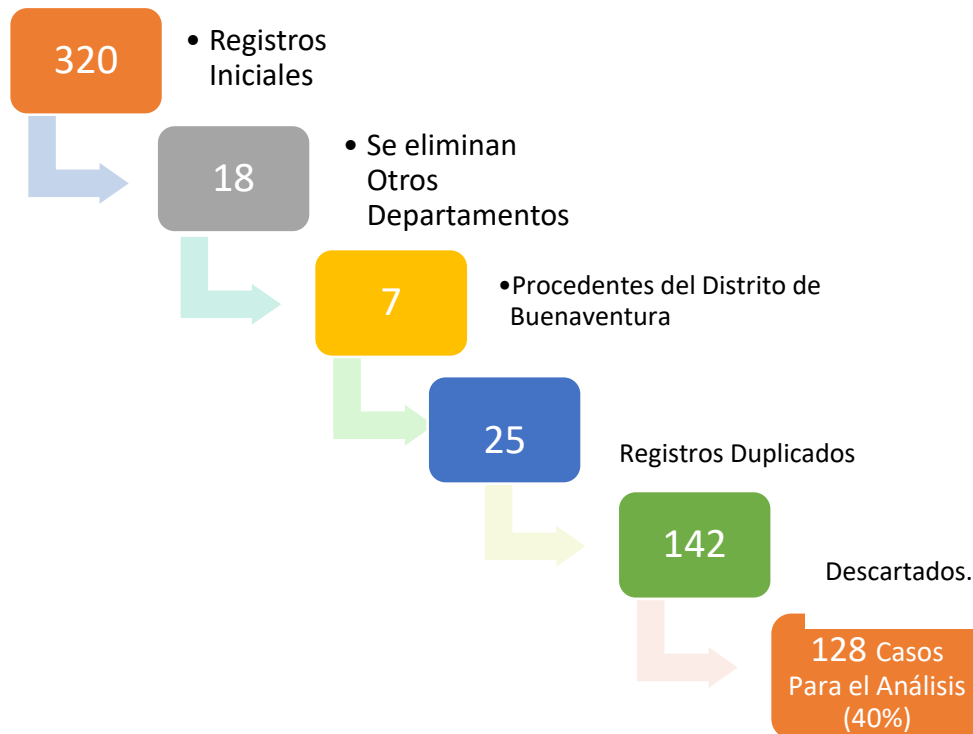 320
• Registros
Iniciales
18
• Se eliminan
Otros
Departamentos
7
•Procedentes del Distrito de
Buenaventura
25
Registros Duplicados
142
Descartados.
128 Casos
Para el Análisis
(40%)